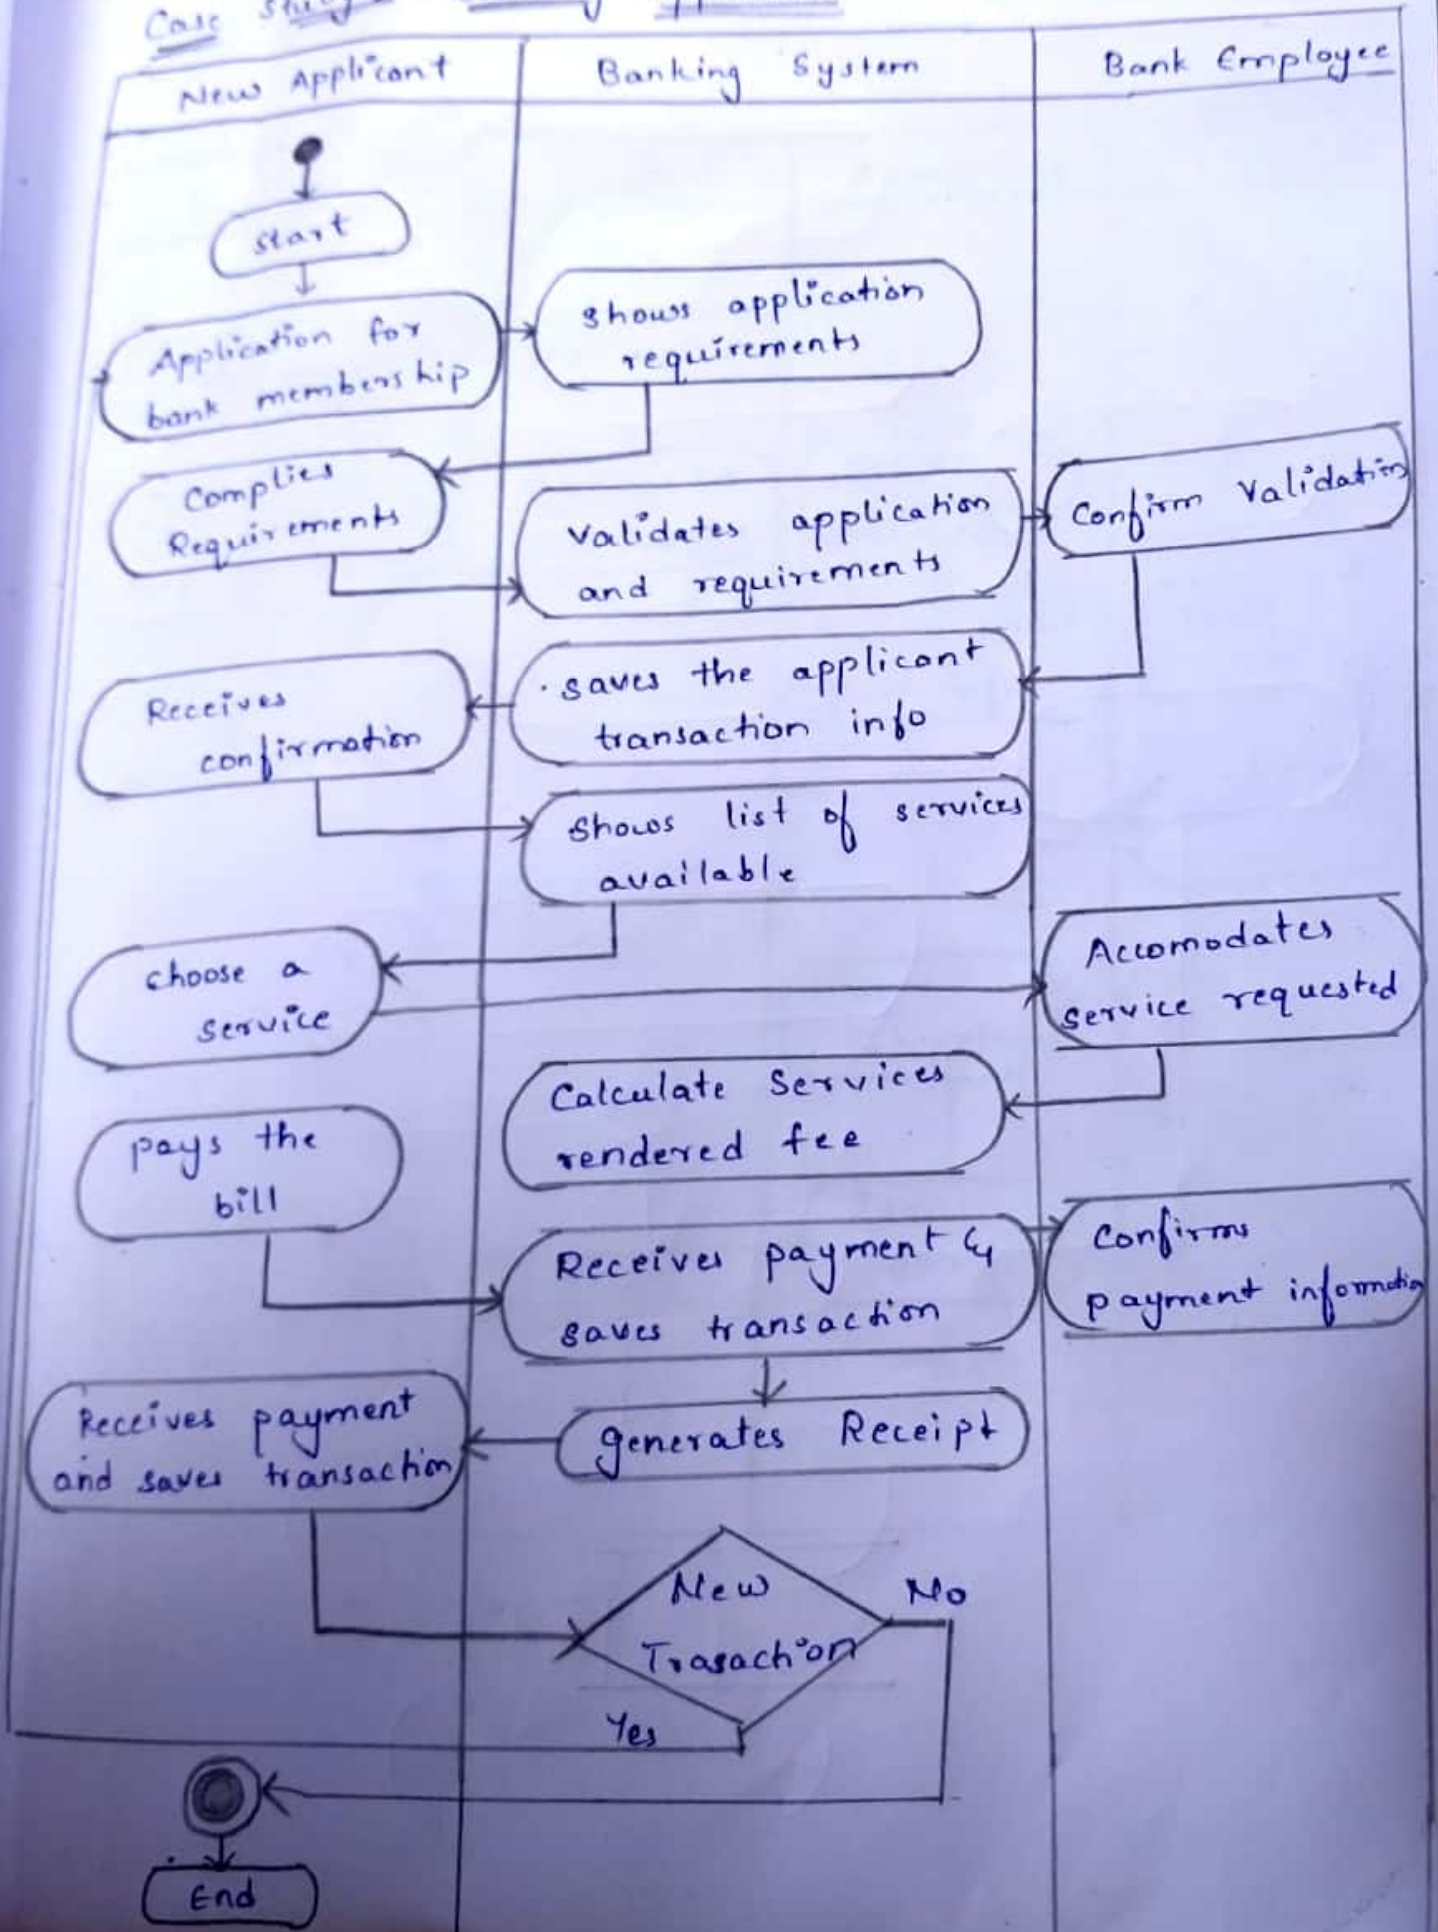 Case
New Applicant
Banking System
Bank Employee
start
Application for
bank membership
shows application
requirements
Complies
Requirements
Validates application
and requirements
Confirm Validation
saves the applicant
transaction info
Receives
confirmation
shows list of services
available
choose a
service
Accomodates
service requested
Calculate Services
rendered fee
pays the
bill
Receives payment &
saves transaction
Confirms
payment information
generates Receipt
Receives payment
and saves transaction
New
Trasaction
No
Yes
End